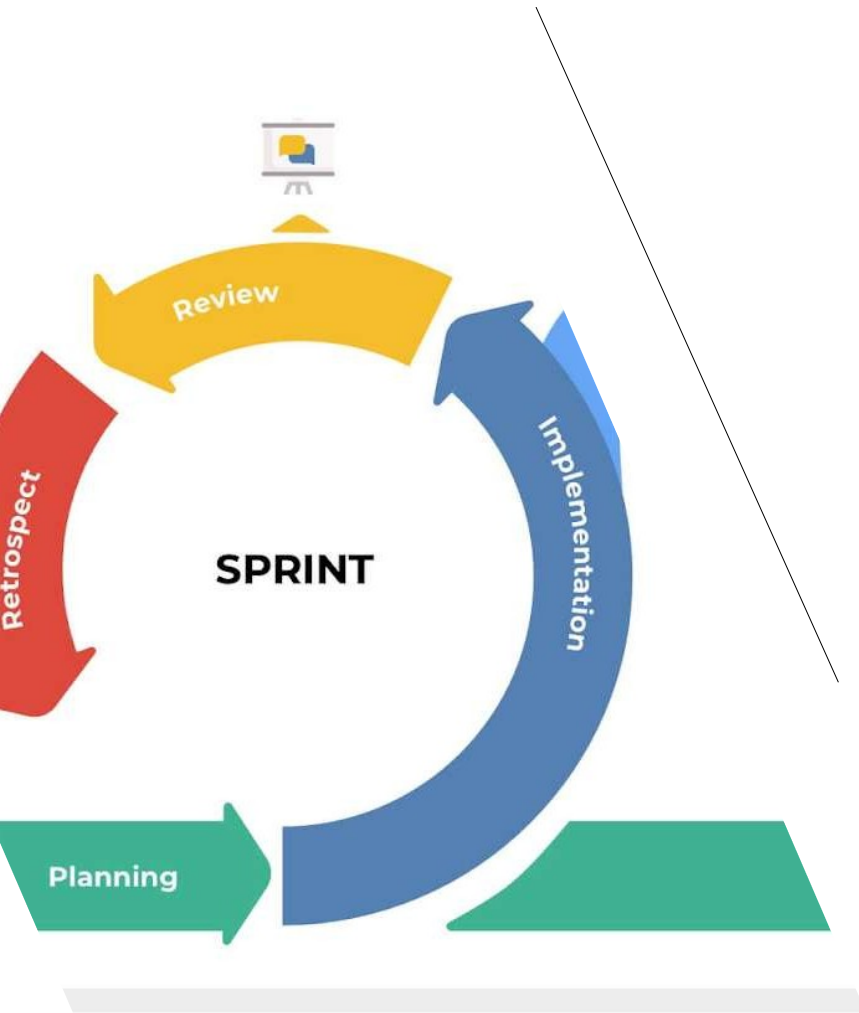 Review
Implementation
Retrospect
SPRINT
Planning